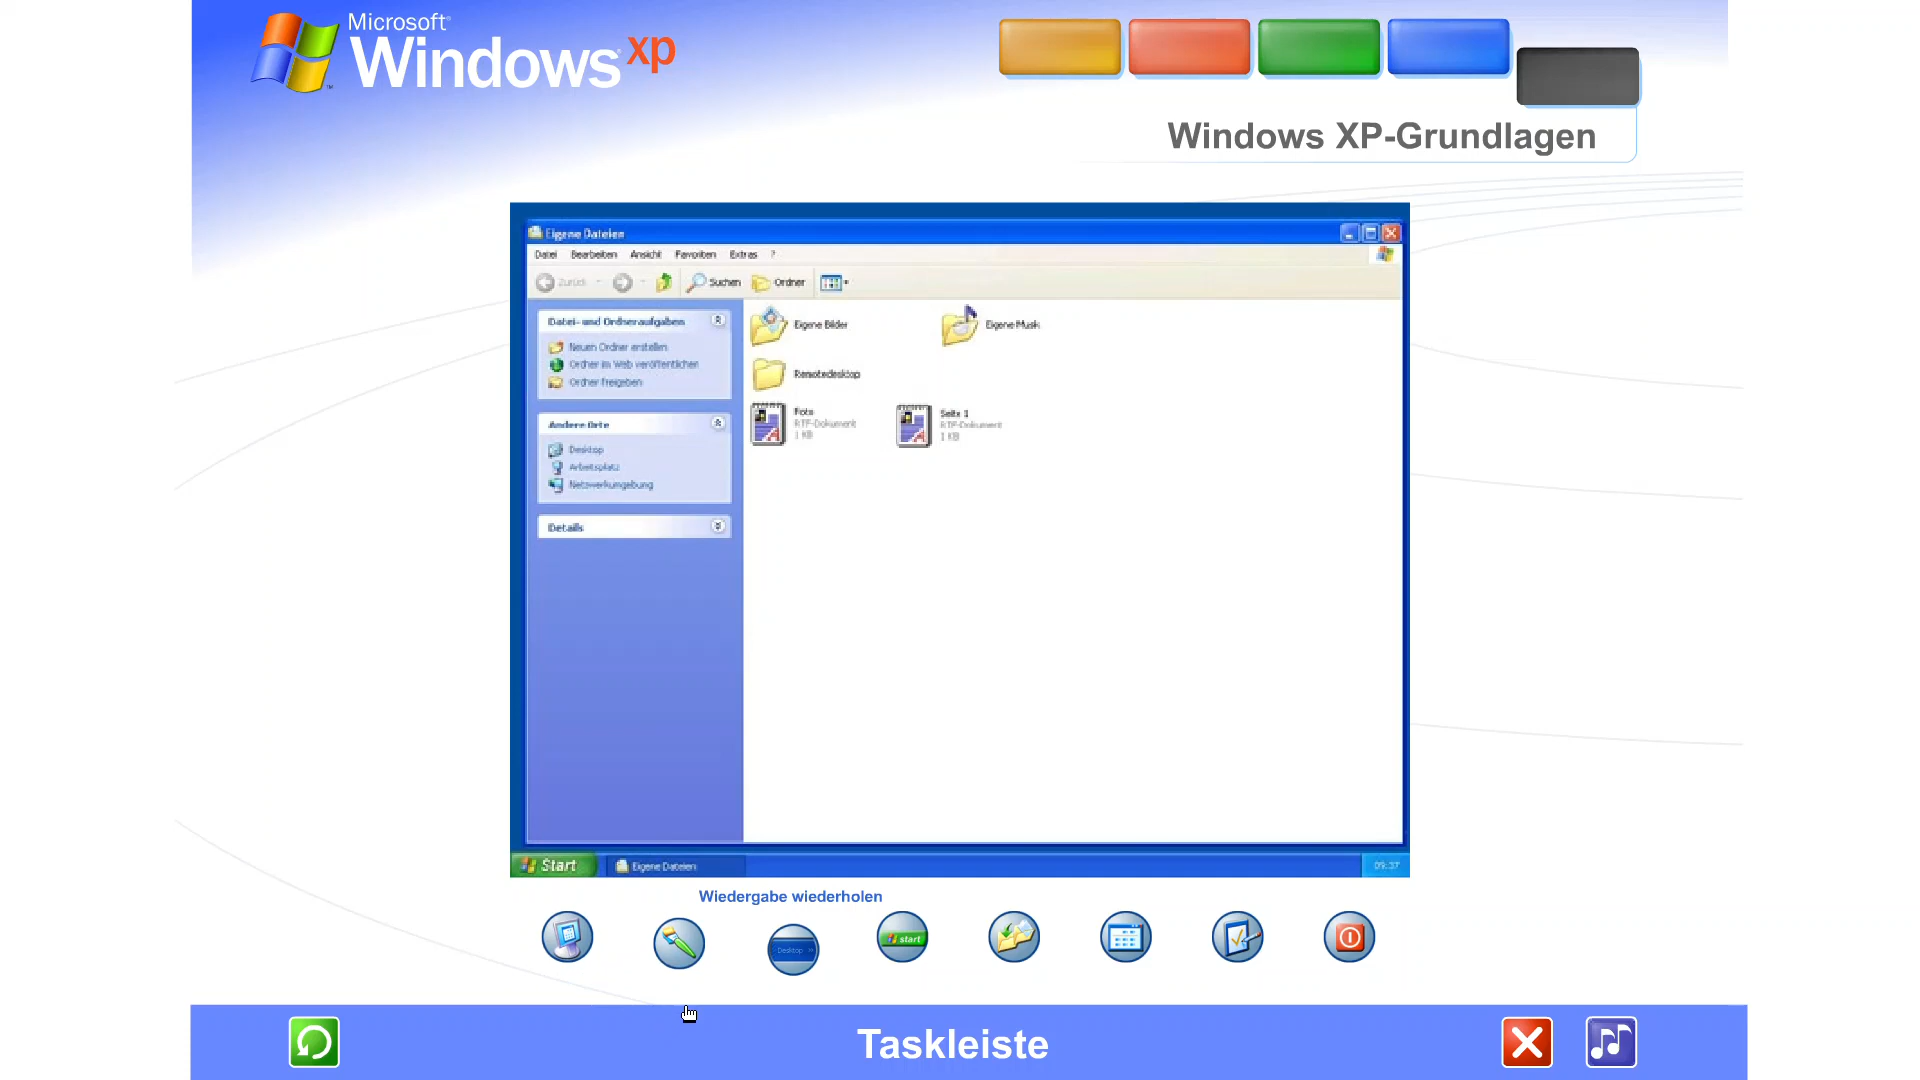 Microsoft®
Windows® xp
™
Windows XP-Grundlagen
Eigene Dateien
Datei Bearbeiten Ansicht Favoriten Extras ?
Zurück Suchen Ordner
Datei- und Ordneraufgaben
Neuen Ordner erstellen
Ordner im Web veröffentlichen
Ordner freigeben
Andere Orte
Desktop
Arbeitsplatz
Netzwerkumgebung
Details
Eigene Bilder
Eigene Musik
Remotedesktop
Foto
RTF-Dokument
1 KB
Seite 1
RTF-Dokument
1 KB
Start Eigene Dateien 09:37
Wiedergabe wiederholen
Desktop »
start
Taskleiste